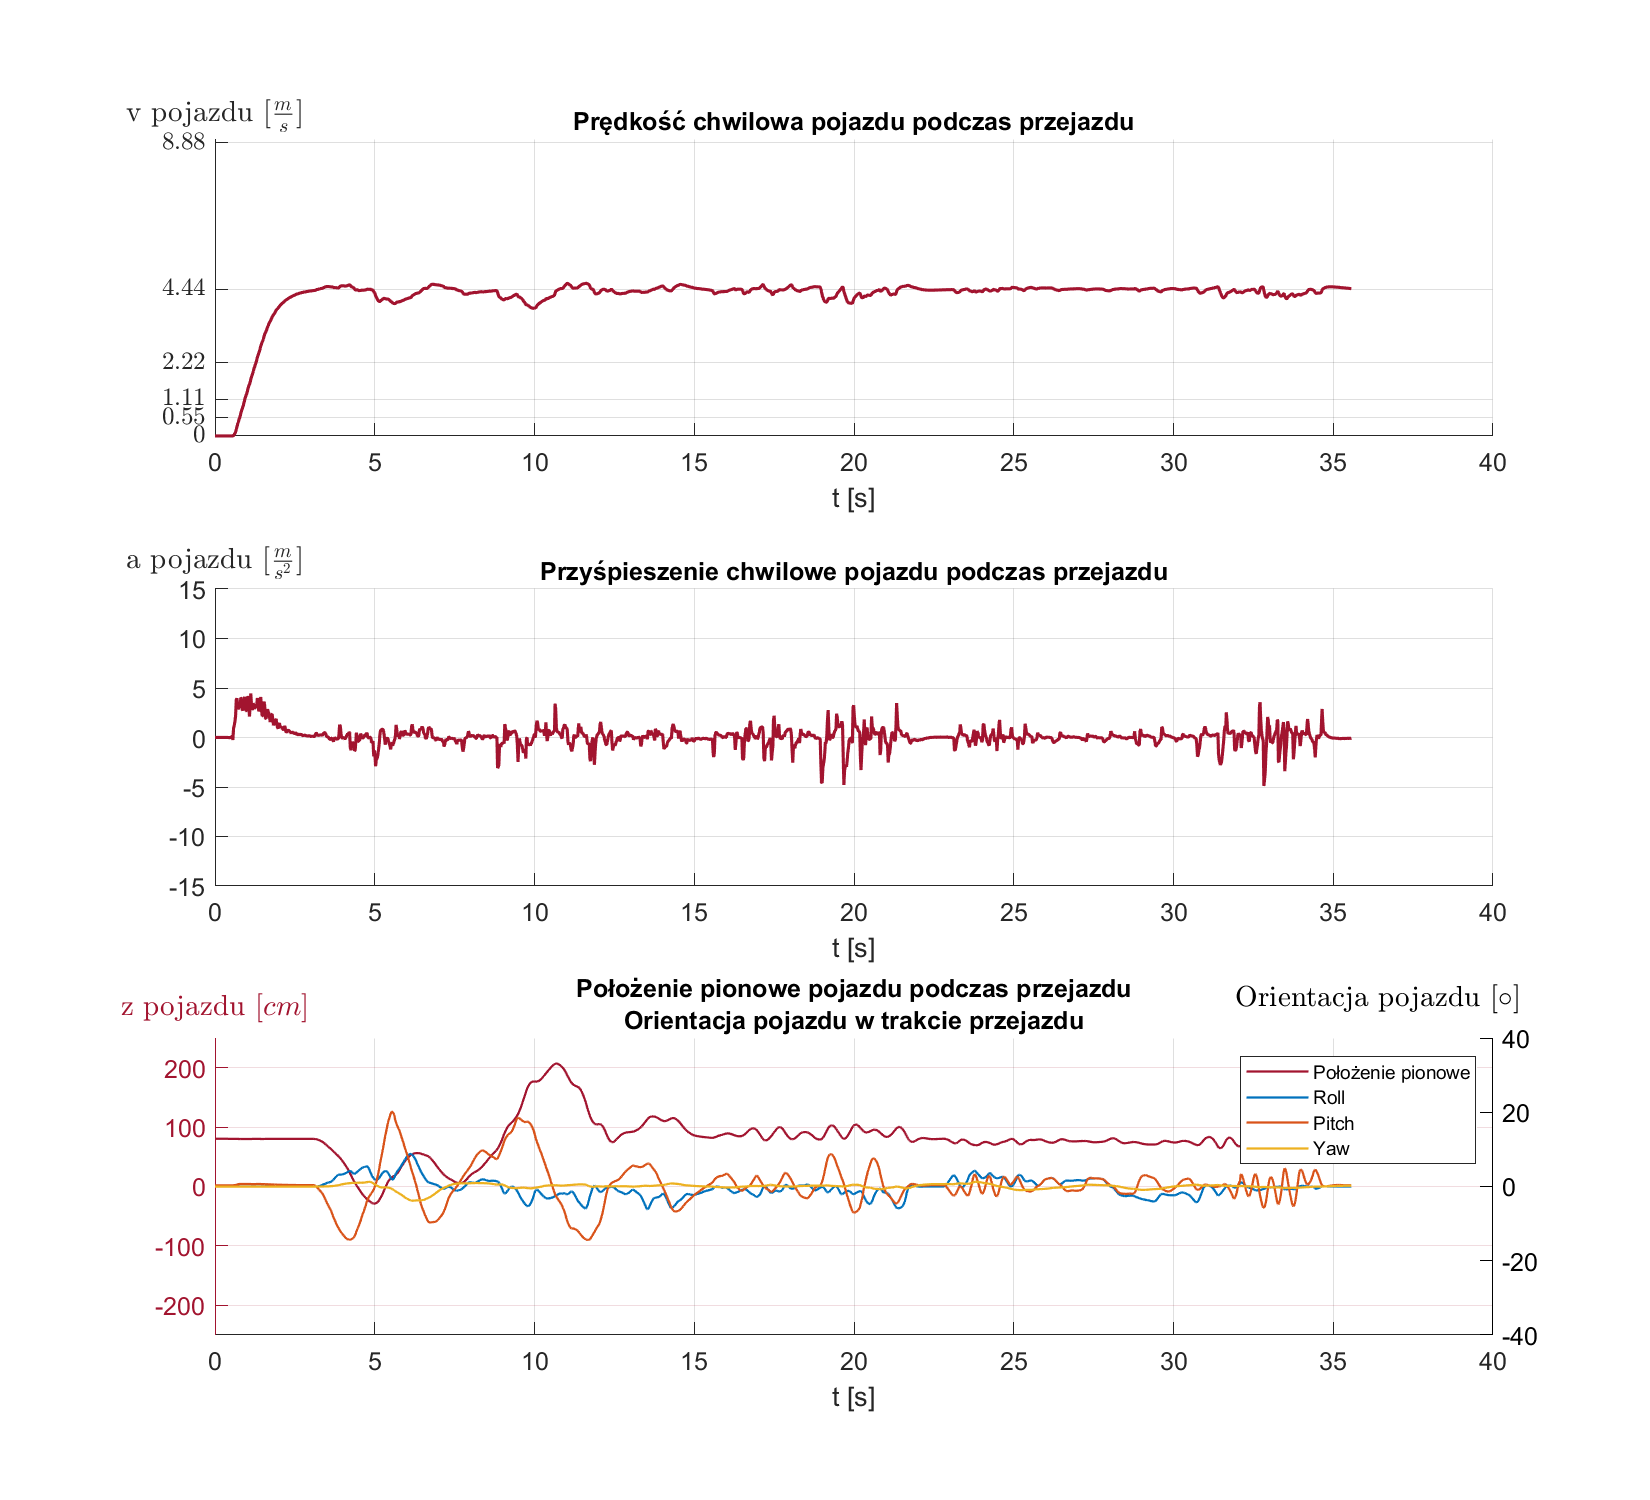 v pojazdu [m/s]
Prędkość chwilowa pojazdu podczas przejazdu
8.88
4.44
2.22
1.11
0.55
0
0 5 10 15 20 25 30 35 40
t [s]
a pojazdu [m/s²]
Przyśpieszenie chwilowe pojazdu podczas przejazdu
15
10
5
0
-5
-10
-15
0 5 10 15 20 25 30 35 40
t [s]
z pojazdu [cm]
Położenie pionowe pojazdu podczas przejazdu
Orientacja pojazdu w trakcie przejazdu
Orientacja pojazdu [∘]
200
100
0
-100
-200
40
20
0
-20
-40
Położenie pionowe
Roll
Pitch
Yaw
0 5 10 15 20 25 30 35 40
t [s]